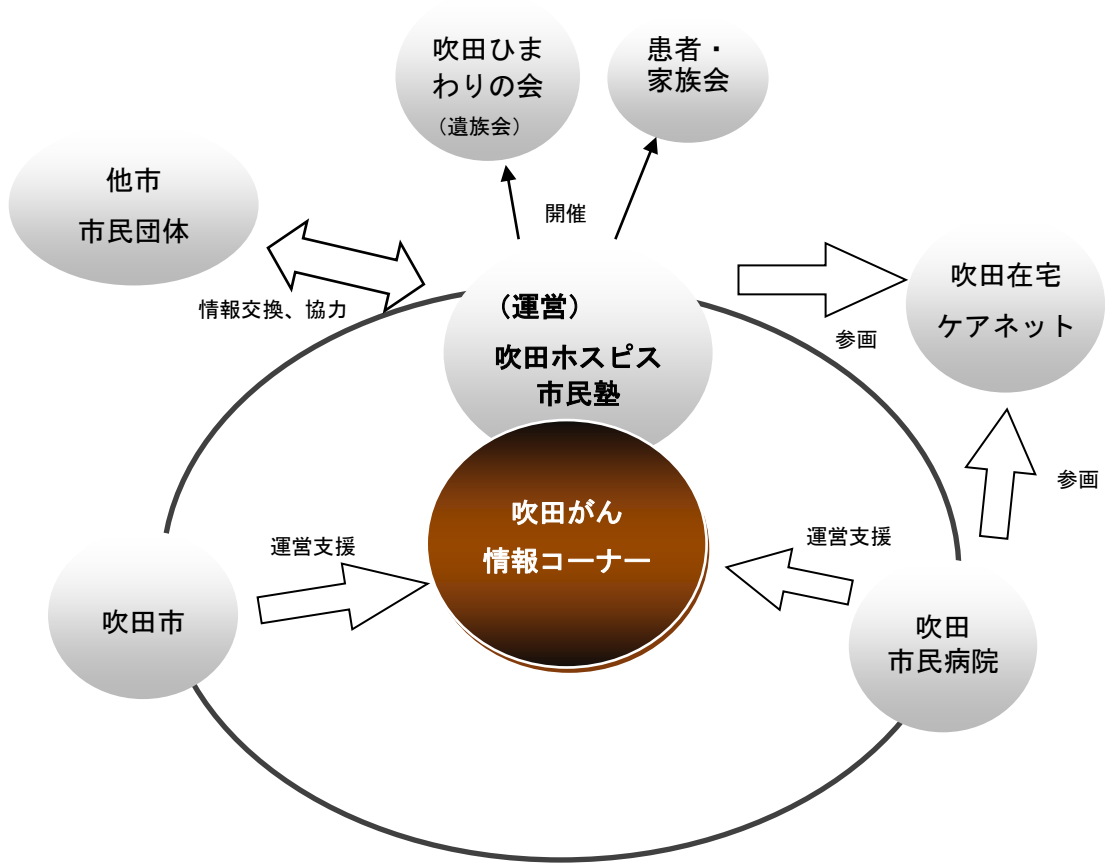 吹田ひま
わりの会
（遺族会）
患者・
家族会
他市
市民団体
開催
情報交換、協力
（運営）
吹田ホスピス
市民塾
参画
吹田在宅
ケアネット
参画
吹田がん
情報コーナー
運営支援
運営支援
吹田市
吹田
市民病院